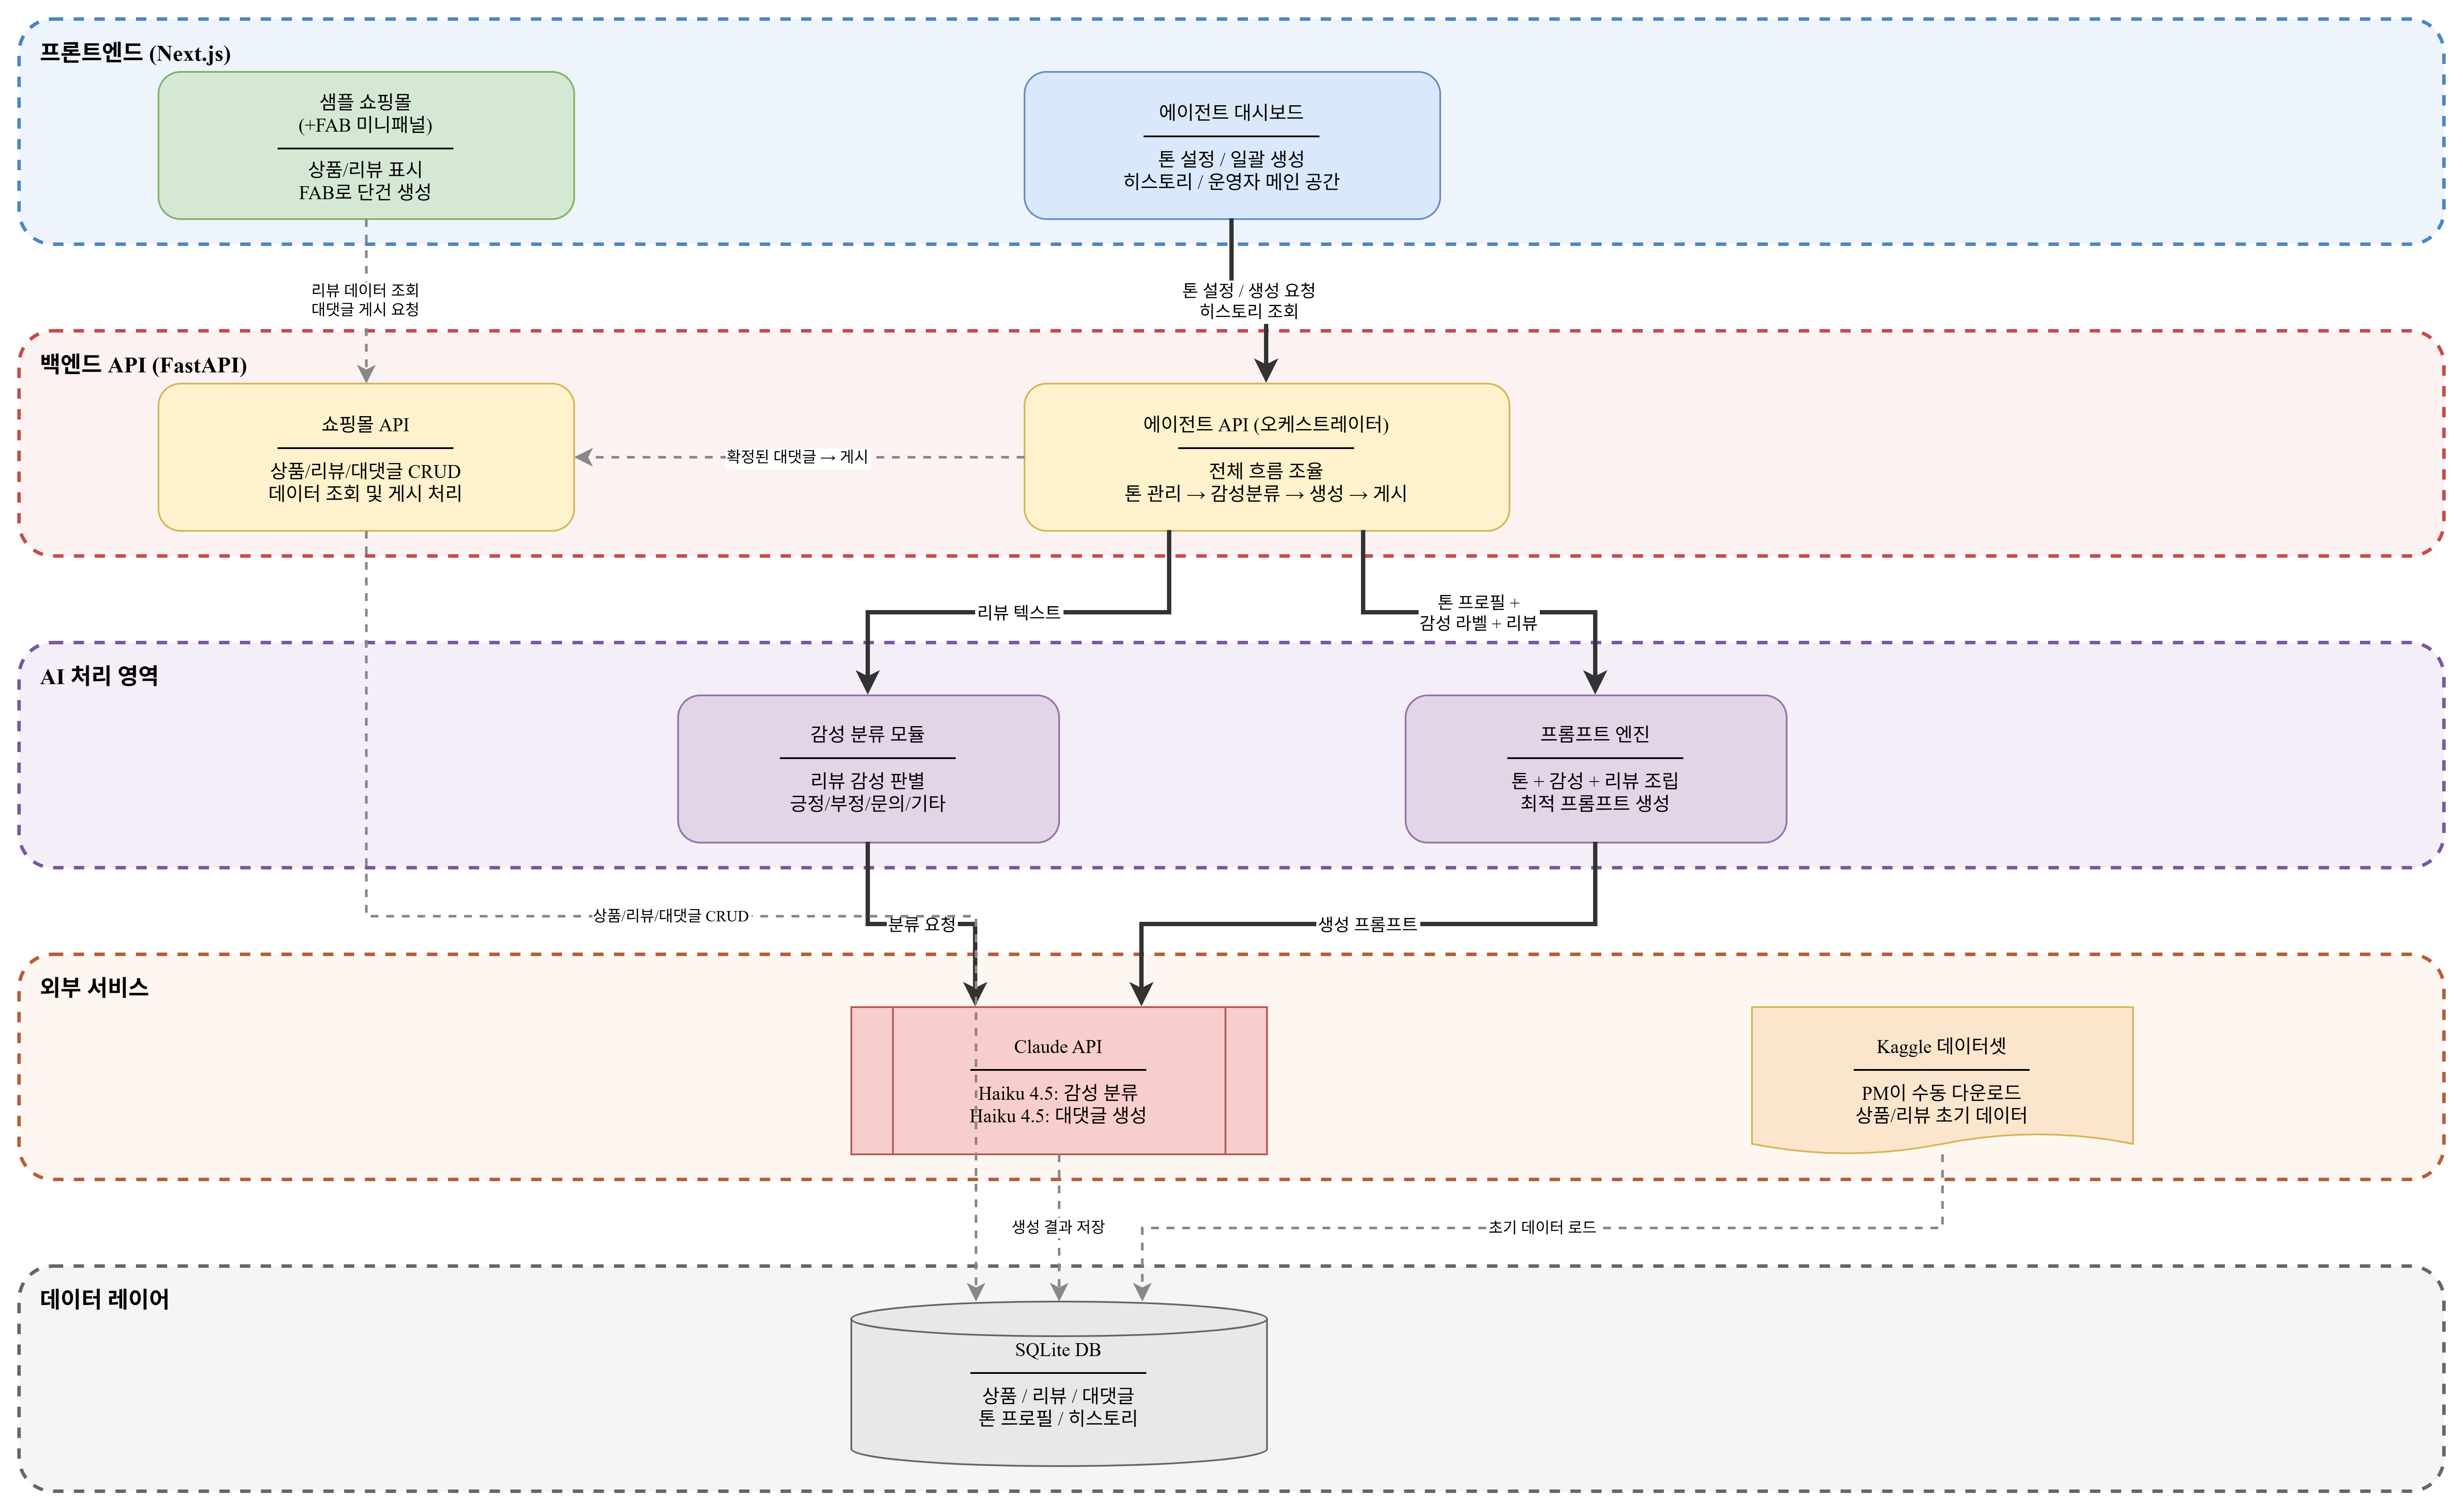 프론트엔드 (Next.js)
샘플 쇼핑몰
(+FAB 미니패널)
상품/리뷰 표시
FAB로 단건 생성
에이전트 대시보드
톤 설정 / 일괄 생성
히스토리 / 운영자 메인 공간
리뷰 데이터 조회
대댓글 게시 요청
톤 설정 / 생성 요청
히스토리 조회
백엔드 API (FastAPI)
쇼핑몰 API
상품/리뷰/대댓글 CRUD
데이터 조회 및 게시 처리
확정된 대댓글 → 게시
에이전트 API (오케스트레이터)
전체 흐름 조율
톤 관리 → 감성분류 → 생성 → 게시
리뷰 텍스트
톤 프로필 +
감성 라벨 + 리뷰
AI 처리 영역
감성 분류 모듈
리뷰 감성 판별
긍정/부정/문의/기타
프롬프트 엔진
톤 + 감성 + 리뷰 조립
최적 프롬프트 생성
상품/리뷰/대댓글 CRUD
분류 요청
생성 프롬프트
외부 서비스
Claude API
Haiku 4.5: 감성 분류
Haiku 4.5: 대댓글 생성
Kaggle 데이터셋
PM이 수동 다운로드
상품/리뷰 초기 데이터
생성 결과 저장
초기 데이터 로드
데이터 레이어
SQLite DB
상품 / 리뷰 / 대댓글
톤 프로필 / 히스토리